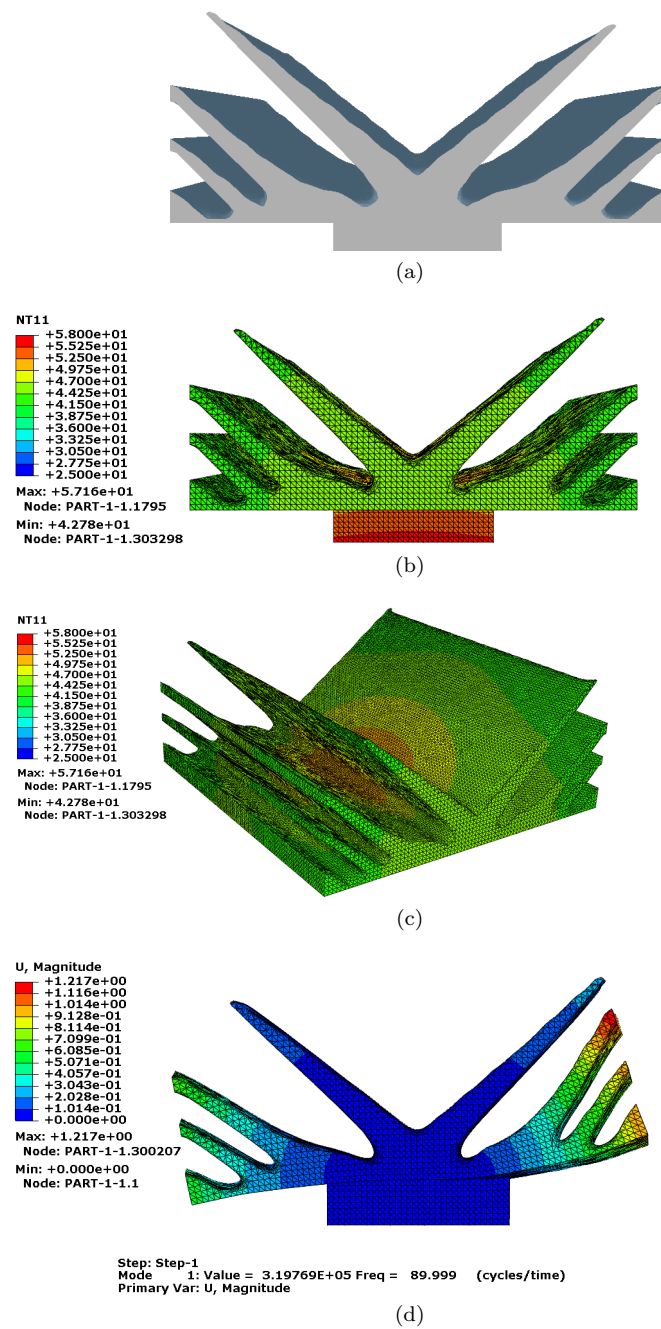 (a)
NT11
+5.800e+01
+5.525e+01
+5.250e+01
+4.975e+01
+4.700e+01
+4.425e+01
+4.150e+01
+3.875e+01
+3.600e+01
+3.325e+01
+3.050e+01
+2.775e+01
+2.500e+01
Max: +5.716e+01
Node: PART-1-1.1795
Min: +4.278e+01
Node: PART-1-1.303298
(b)
NT11
+5.800e+01
+5.525e+01
+5.250e+01
+4.975e+01
+4.700e+01
+4.425e+01
+4.150e+01
+3.875e+01
+3.600e+01
+3.325e+01
+3.050e+01
+2.775e+01
+2.500e+01
Max: +5.716e+01
Node: PART-1-1.1795
Min: +4.278e+01
Node: PART-1-1.303298
(c)
U, Magnitude
+1.217e+00
+1.116e+00
+1.014e+00
+9.128e-01
+8.114e-01
+7.099e-01
+6.085e-01
+5.071e-01
+4.057e-01
+3.043e-01
+2.028e-01
+1.014e-01
+0.000e+00
Max: +1.217e+00
Node: PART-1-1.300207
Min: +0.000e+00
Node: PART-1-1.1
Step: Step-1
Mode 1: Value = 3.19769E+05 Freq = 89.999 (cycles/time)
Primary Var: U, Magnitude
(d)